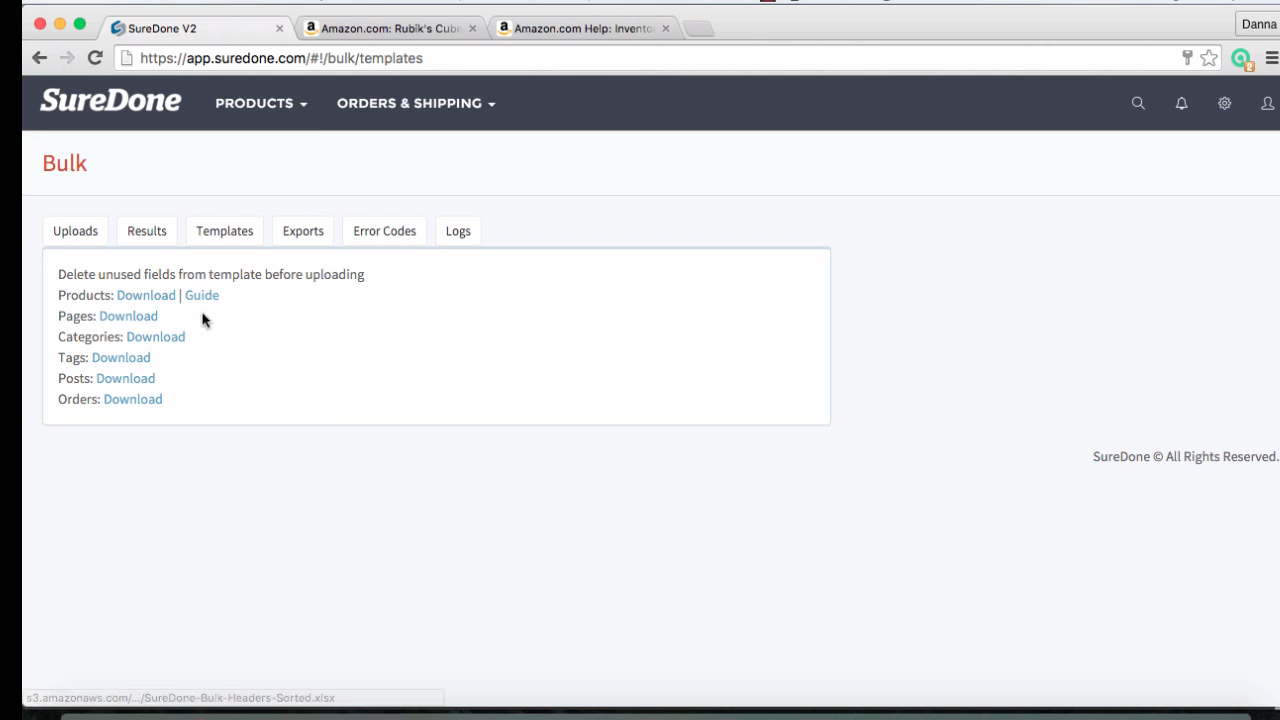 SureDone V2
Amazon.com: Rubik's Cub
Amazon.com Help: Invento
Danna
https://app.suredone.com/#!/bulk/templates
2
SureDone
PRODUCTS
ORDERS & SHIPPING
Bulk
Uploads
Results
Templates
Exports
Error Codes
Logs
Delete unused fields from template before uploading
Products: Download | Guide
Pages: Download
Categories: Download
Tags: Download
Posts: Download
Orders: Download
SureDone © All Rights Reserved.
s3.amazonaws.com/.../SureDone-Bulk-Headers-Sorted.xlsx